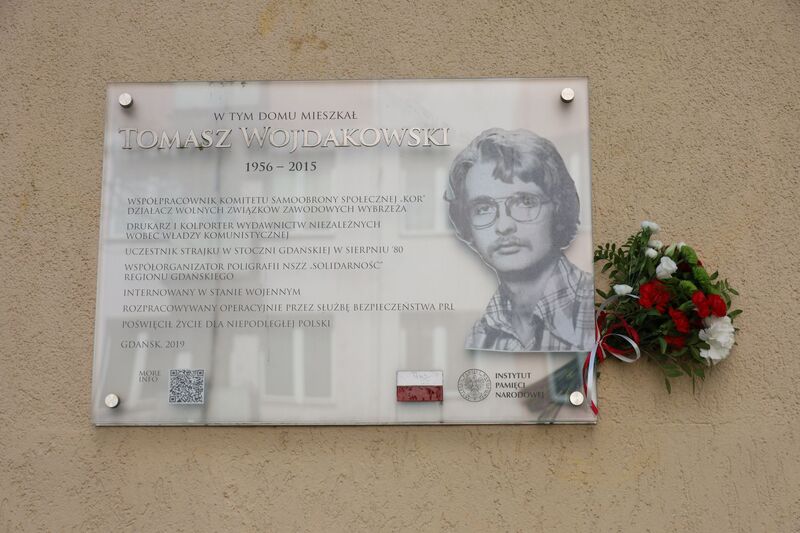 W TYM DOMU MIESZKAŁ
TOMASZ WOJDAKOWSKI
1956 – 2015
WSPÓŁPRACOWNIK KOMITETU SAMOOBRONY SPOŁECZNEJ „KOR”
DZIAŁACZ WOLNYCH ZWIĄZKÓW ZAWODOWYCH WYBRZEŻA
DRUKARZ I KOLPORTER WYDAWNICTW NIEZALEŻNYCH
WOBEC WŁADZY KOMUNISTYCZNEJ
UCZESTNIK STRAJKU W STOCZNI GDAŃSKIEJ W SIERPNIU '80
WSPÓŁORGANIZATOR POLIGRAFII NSZZ „SOLIDARNOŚĆ”
REGIONU GDAŃSKIEGO
INTERNOWANY W STANIE WOJENNYM
ROZPRACOWYWANY OPERACYJNIE PRZEZ SŁUŻBĘ BEZPIECZEŃSTWA PRL
POŚWIĘCIŁ ŻYCIE DLA NIEPODLEGŁEJ POLSKI
GDAŃSK, 2019
MORE
INFO
INSTYTUT
PAMIĘCI
NARODOWEJ